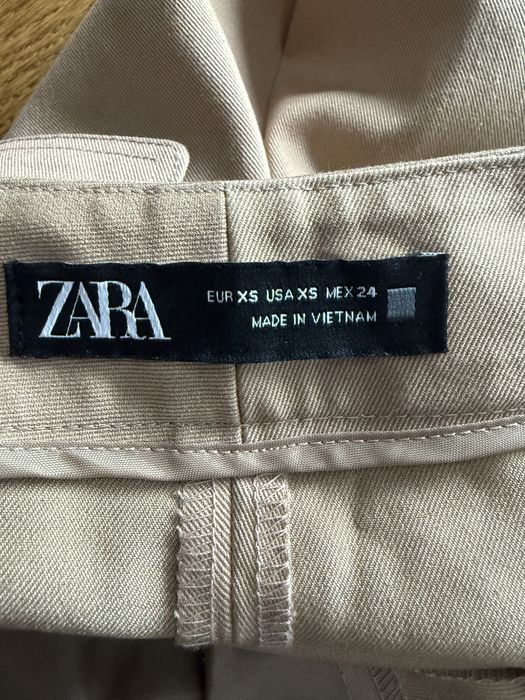 ZARA
EUR XS USA XS MEX 24
MADE IN VIETNAM